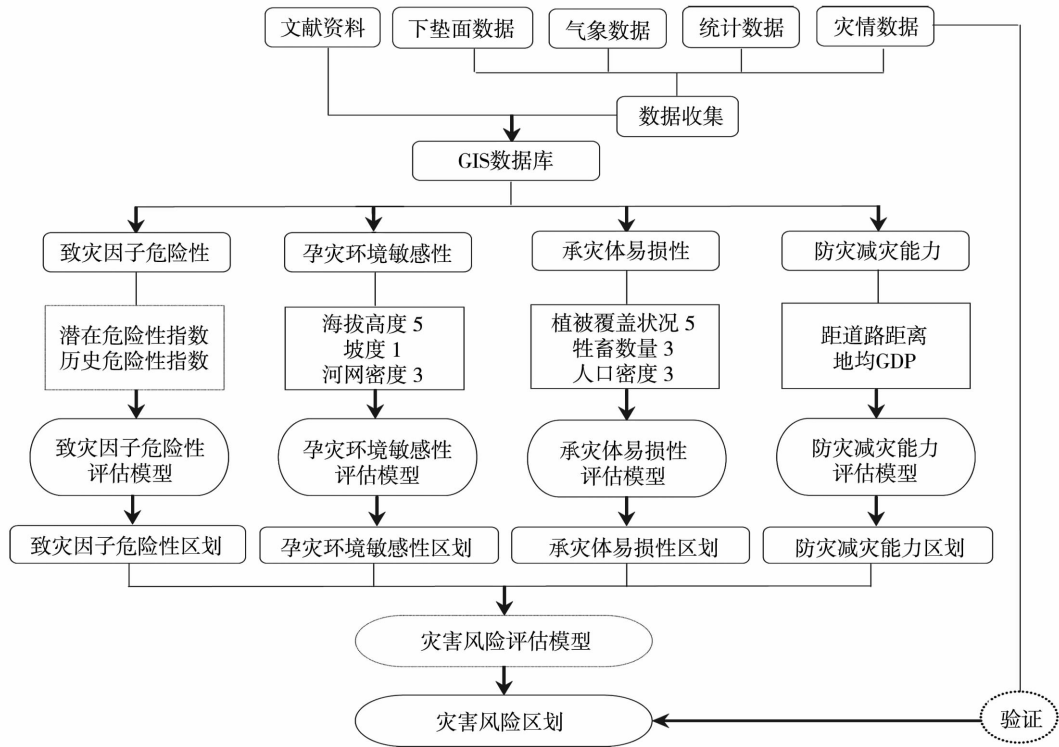 文献资料
下垫面数据
气象数据
统计数据
灾情数据
数据收集
GIS数据库
致灾因子危险性
孕灾环境敏感性
承灾体易损性
防灾减灾能力
潜在危险性指数
历史危险性指数
海拔高度 5
坡度 1
河网密度 3
植被覆盖状况 5
牲畜数量 3
人口密度 3
距道路距离
地均GDP
致灾因子危险性
评估模型
孕灾环境敏感性
评估模型
承灾体易损性
评估模型
防灾减灾能力
评估模型
致灾因子危险性区划
孕灾环境敏感性区划
承灾体易损性区划
防灾减灾能力区划
灾害风险评估模型
灾害风险区划
验证